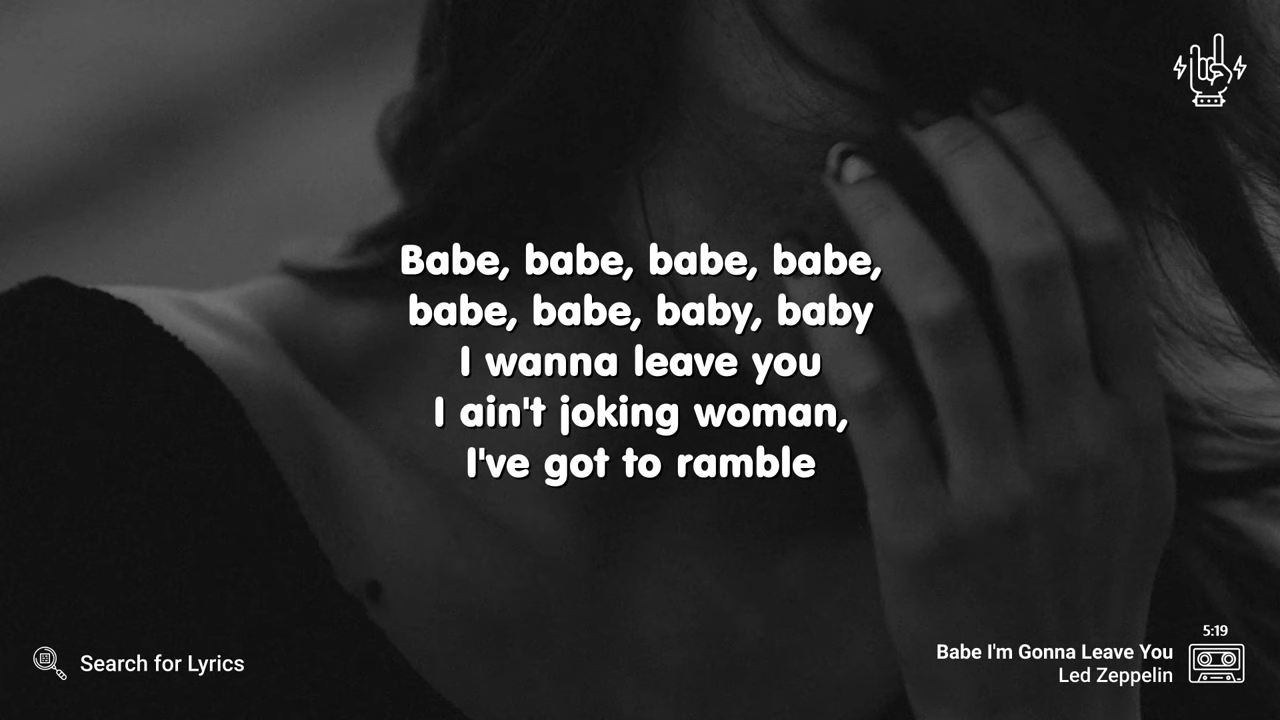 Babe, babe, babe, babe,
babe, babe, baby, baby
I wanna leave you
I ain't joking woman,
I've got to ramble
Search for Lyrics
5:19
Babe I'm Gonna Leave You
Led Zeppelin